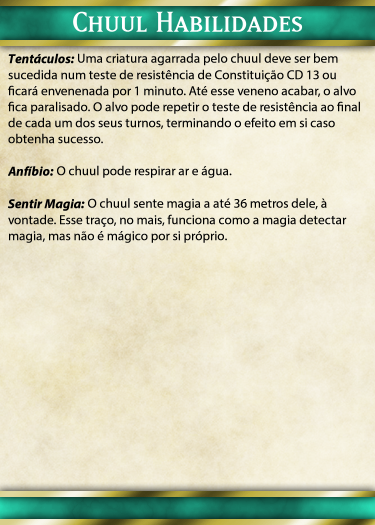 Chuul Habilidades
Tentáculos: Uma criatura agarrada pelo chuul deve ser bem
sucedida num teste de resistência de Constituição CD 13 ou
ficará envenenada por 1 minuto. Até esse veneno acabar, o alvo
fica paralisado. O alvo pode repetir o teste de resistência ao final
de cada um dos seus turnos, terminando o efeito em si caso
obtenha sucesso.
Anfíbio: O chuul pode respirar ar e água.
Sentir Magia: O chuul sente magia a até 36 metros dele, à
vontade. Esse traço, no mais, funciona como a magia detectar
magia, mas não é mágico por si próprio.